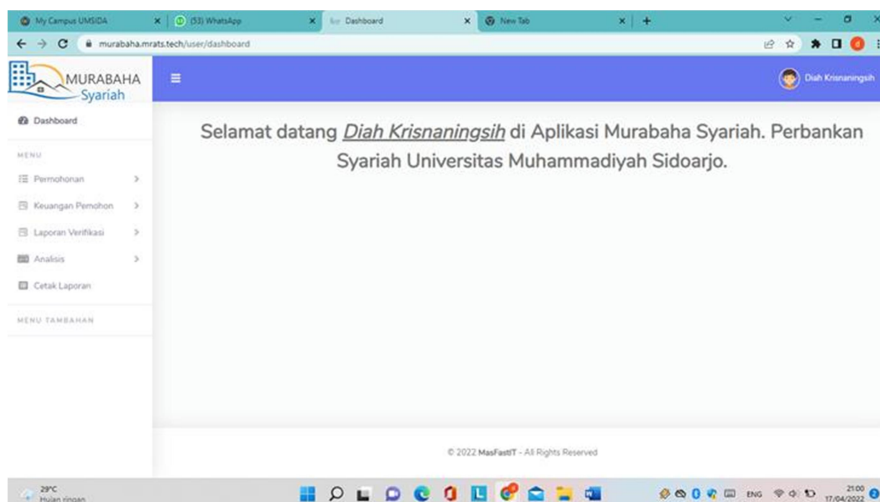 My Campus UMSIDA
(53) WhatsApp
Dashboard
New Tab
murabaha.mrats.tech/user/dashboard
MURABAHA
Syariah
Diah Krisnaningsih
Dashboard
Selamat datang Diah Krisnaningsih di Aplikasi Murabaha Syariah. Perbankan
Syariah Universitas Muhammadiyah Sidoarjo.
MENU
Permohonan
Keuangan Pemohon
Laporan Verifikasi
Analisis
Cetak Laporan
MENU TAMBAHAN
© 2022 MasFastIT - All Rights Reserved
29°C
Hujan ringan
ENG
21:00
17/04/2022